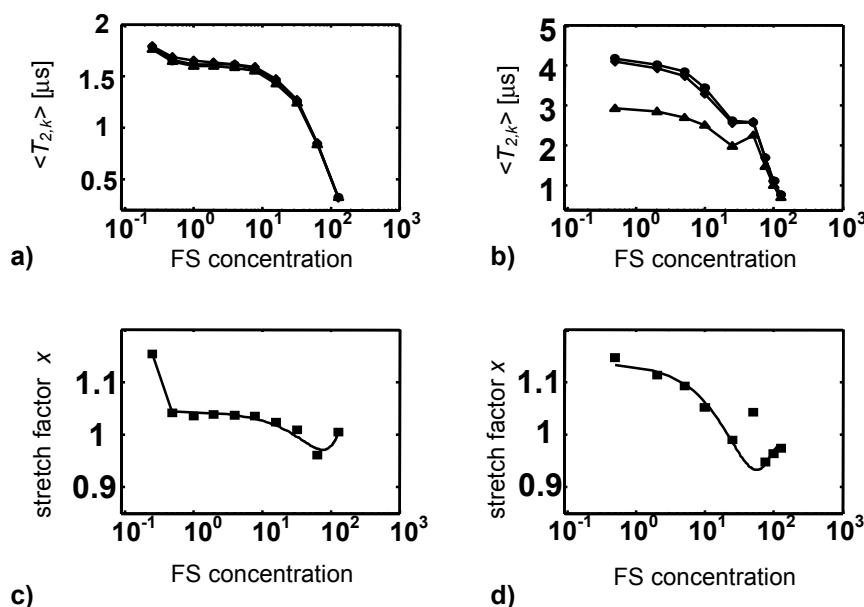 2
1.5
1
0.5
<T2,k> [µs]
10-1 100 101 102 103
a) FS concentration
5
4
3
2
1
<T2,k> [µs]
10-1 100 101 102 103
b) FS concentration
1.1
1
0.9
stretch factor x
10-1 100 101 102 103
FS concentration
c)
1.1
1
0.9
stretch factor x
10-1 100 101 102 103
FS concentration
d)